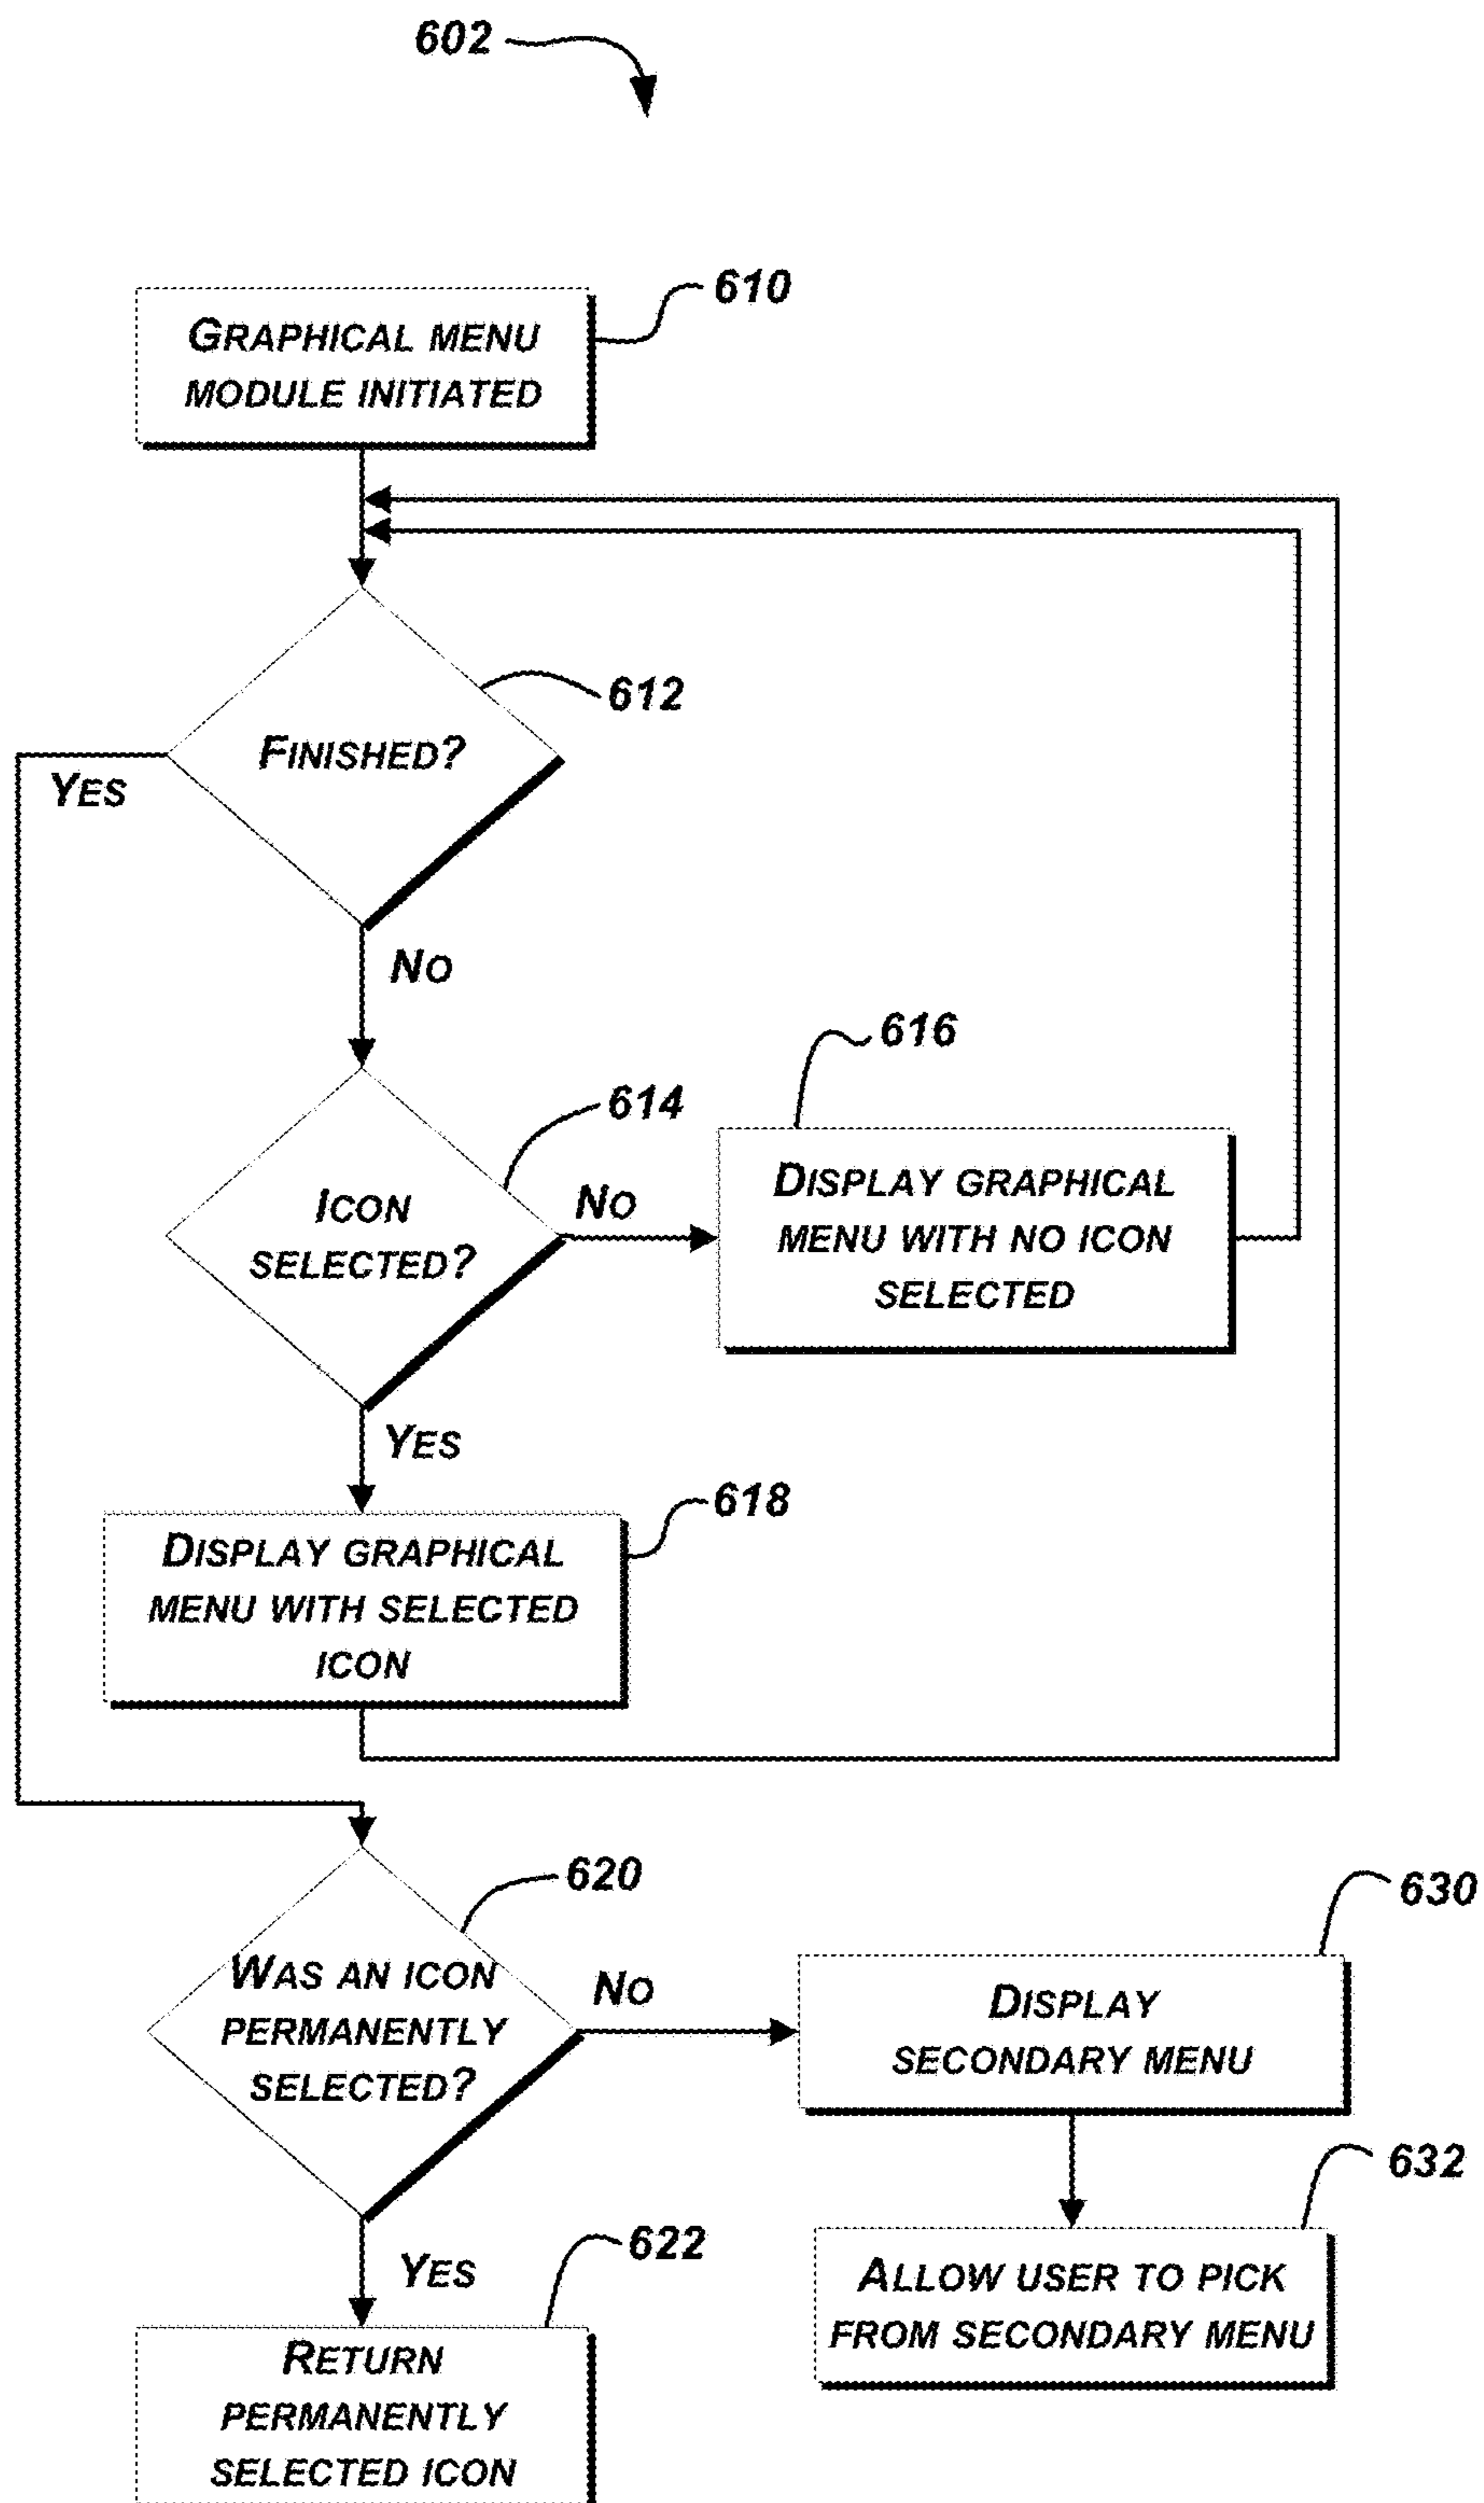 602
610
GRAPHICAL MENU
MODULE INITIATED
612
FINISHED?
YES
NO
616
614
ICON
SELECTED?
NO
DISPLAY GRAPHICAL
MENU WITH NO ICON
SELECTED
YES
618
DISPLAY GRAPHICAL
MENU WITH SELECTED
ICON
620
630
WAS AN ICON
PERMANENTLY
SELECTED?
NO
DISPLAY
SECONDARY MENU
632
622
YES
ALLOW USER TO PICK
FROM SECONDARY MENU
RETURN
PERMANENTLY
SELECTED ICON